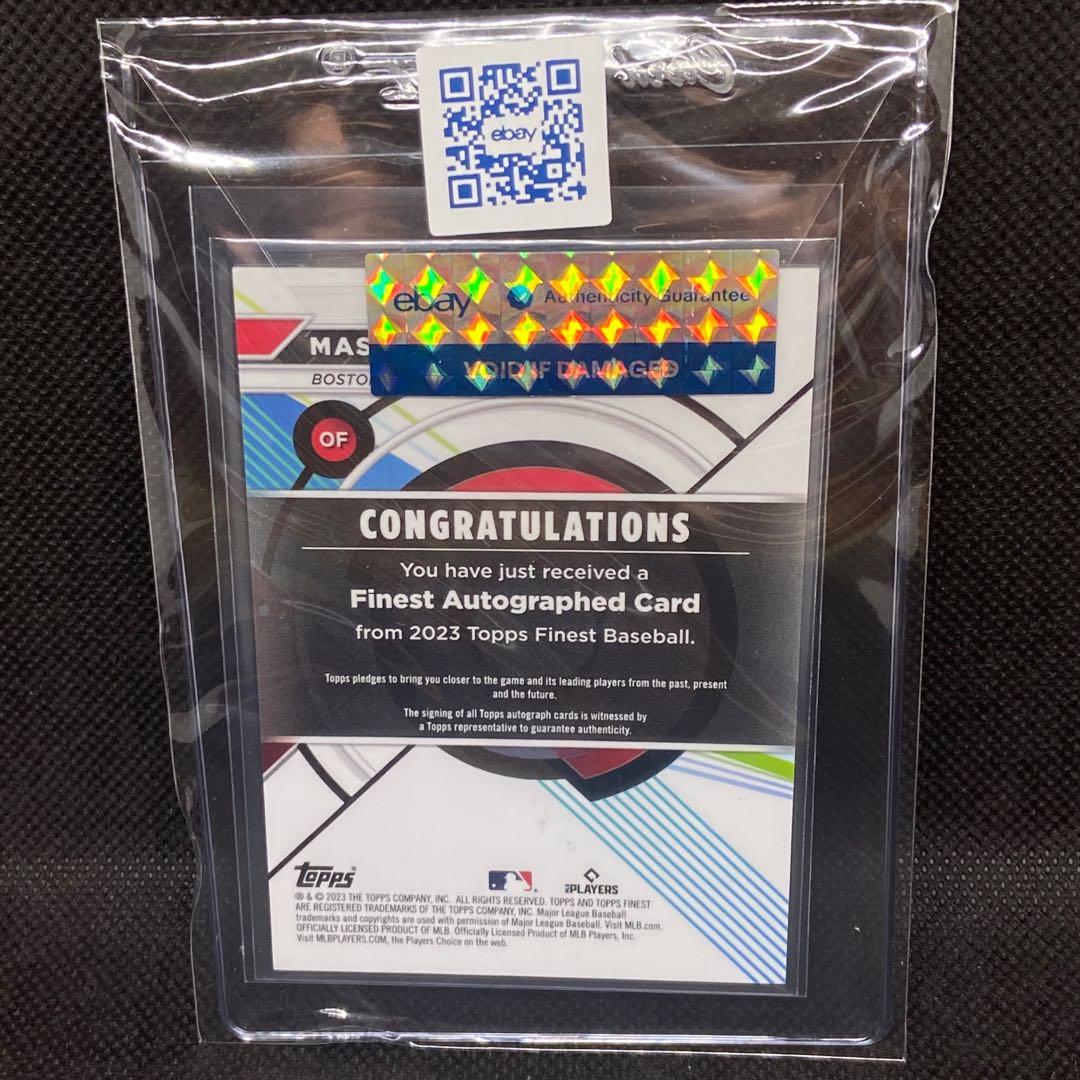 ebay
ebay Authenticity Guarantee
VOID IF DAMAGED
MAS
BOSTO
OF
CONGRATULATIONS
You have just received a
Finest Autographed Card
from 2023 Topps Finest Baseball.
Topps pledges to bring you closer to the game and its leading players from the past, present
and the future.
The signing of all Topps autograph cards is witnessed by
a Topps representative to guarantee authenticity.
topps
PLAYERS
® & © 2023 THE TOPPS COMPANY, INC. ALL RIGHTS RESERVED. TOPPS AND TOPPS FINEST
ARE REGISTERED TRADEMARKS OF THE TOPPS COMPANY, INC. Major League Baseball
trademarks and copyrights are used with permission of Major League Baseball. Visit MLB.com.
OFFICIALLY LICENSED PRODUCT OF MLB. Officially Licensed Product of MLB Players, Inc.
Visit MLBPLAYERS.COM, the Players Choice on the web.